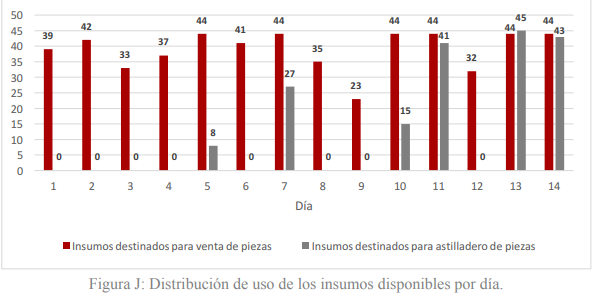 50
45
40
35
30
25
20
15
10
5
0
39 0 42 0 33 0 37 0 44 8 41 0 44 27 35 0 23 0 44 15 44 41 32 0 44 45 44 43
1 2 3 4 5 6 7 8 9 10 11 12 13 14
Día
Insumos destinados para venta de piezas Insumos destinados para astilladero de piezas
Figura J: Distribución de uso de los insumos disponibles por día.